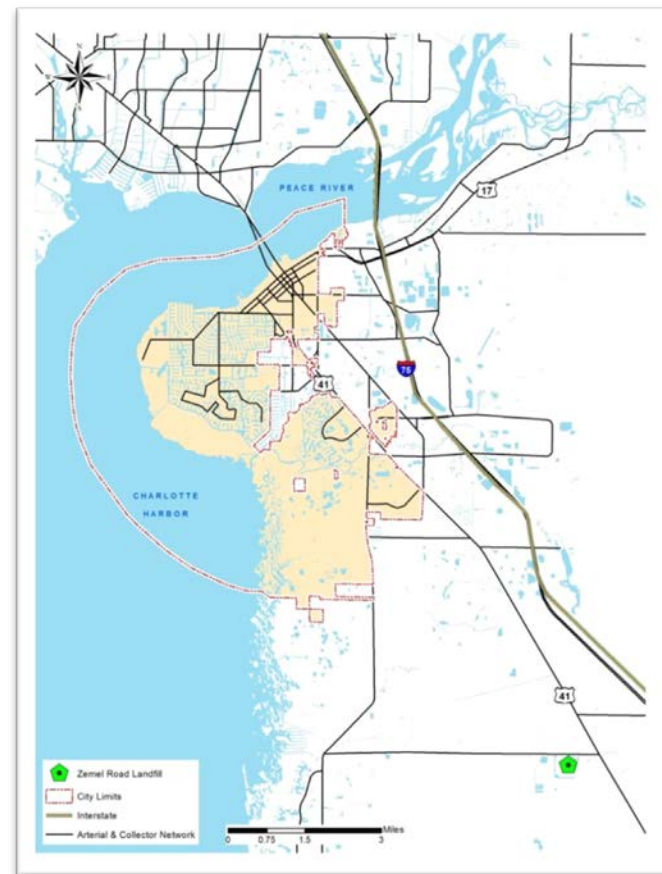 N
W
E
S
PEACE RIVER
17
41
75
CHARLOTTE
HARBOR
41
Zemel Road Landfill
City Limits
Interstate
Arterial & Collector Network
Miles
0 0.75 1.5 3